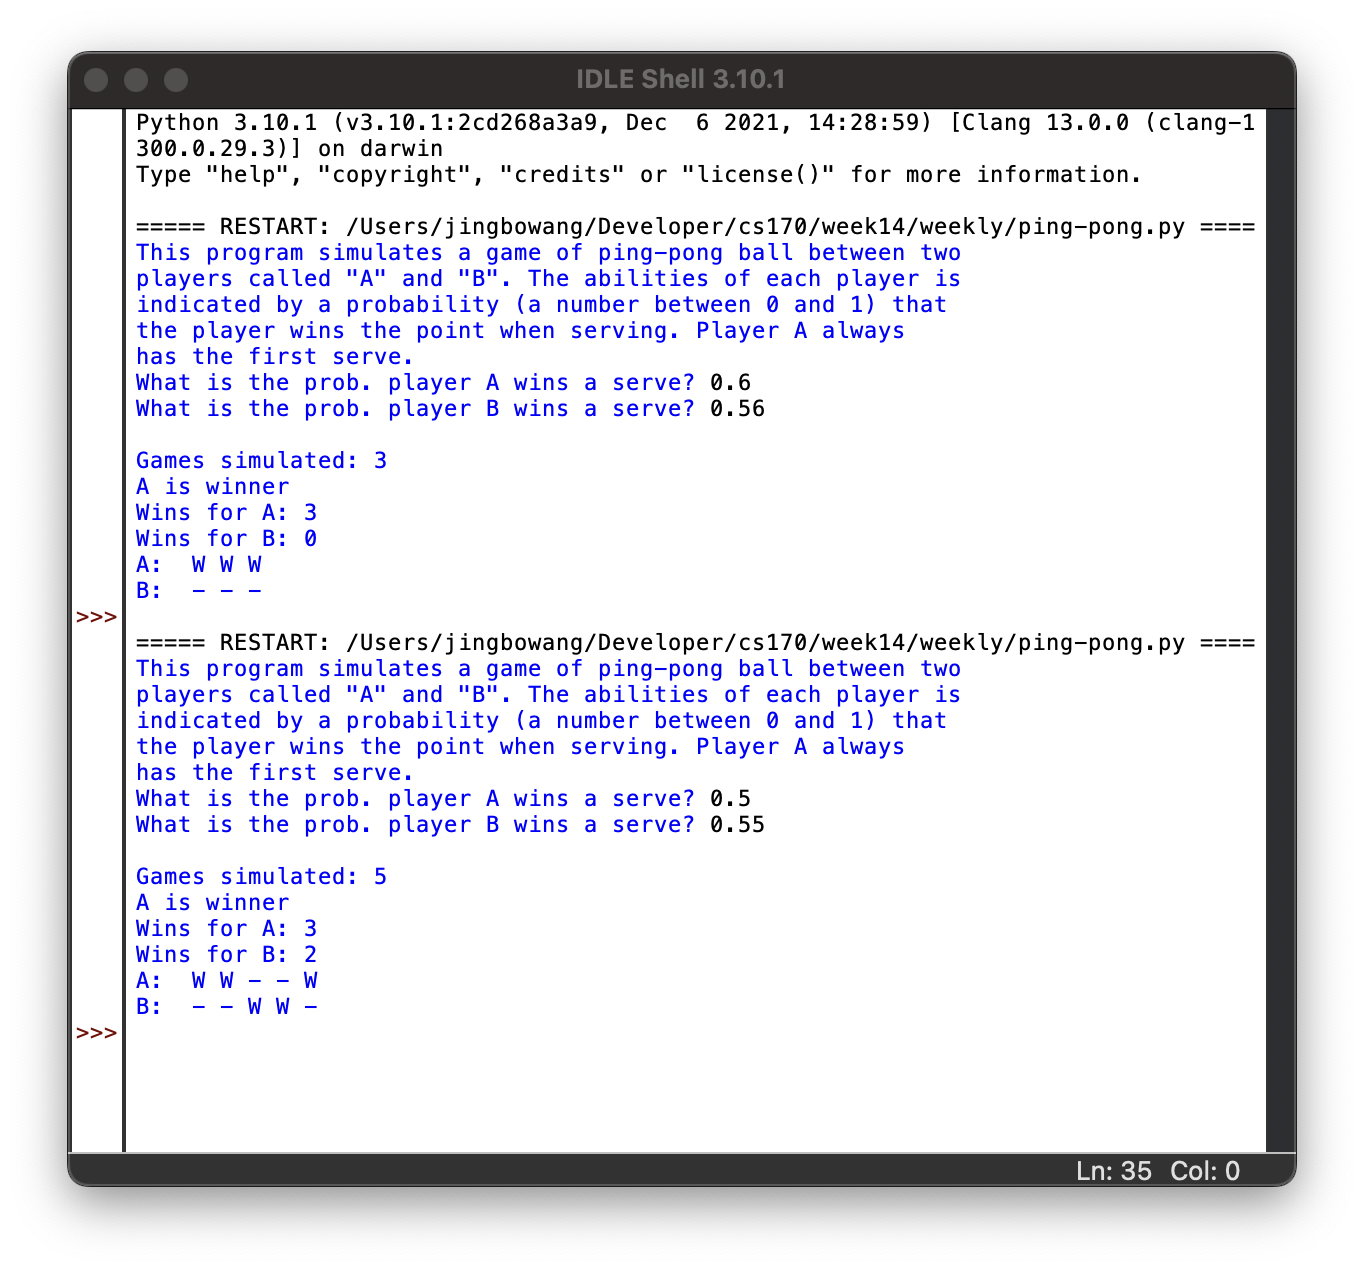 IDLE Shell 3.10.1
Python 3.10.1 (v3.10.1:2cd268a3a9, Dec  6 2021, 14:28:59) [Clang 13.0.0 (clang-1
300.0.29.3)] on darwin
Type "help", "copyright", "credits" or "license()" for more information.
===== RESTART: /Users/jingbowang/Developer/cs170/week14/weekly/ping-pong.py ====
This program simulates a game of ping-pong ball between two
players called "A" and "B". The abilities of each player is
indicated by a probability (a number between 0 and 1) that
the player wins the point when serving. Player A always
has the first serve.
What is the prob. player A wins a serve? 0.6
What is the prob. player B wins a serve? 0.56
Games simulated: 3
A is winner
Wins for A: 3
Wins for B: 0
A:  W W W
B:  - - -
>>>
===== RESTART: /Users/jingbowang/Developer/cs170/week14/weekly/ping-pong.py ====
This program simulates a game of ping-pong ball between two
players called "A" and "B". The abilities of each player is
indicated by a probability (a number between 0 and 1) that
the player wins the point when serving. Player A always
has the first serve.
What is the prob. player A wins a serve? 0.5
What is the prob. player B wins a serve? 0.55
Games simulated: 5
A is winner
Wins for A: 3
Wins for B: 2
A:  W W - - W
B:  - - W W -
>>>
Ln: 35  Col: 0